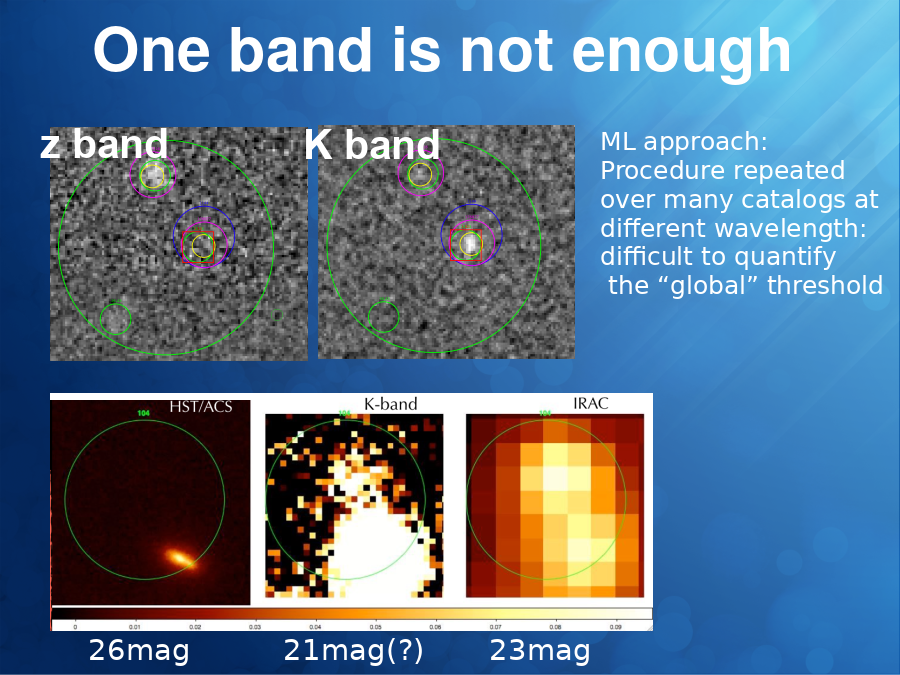 One band is not enough
z band
K band
ML approach:
Procedure repeated
over many catalogs at
different wavelength:
difficult to quantify
the “global” threshold
HST/ACS
K-band
IRAC
104
104
104
0 0.01 0.02 0.03 0.04 0.05 0.06 0.07 0.08 0.09
26mag
21mag(?)
23mag